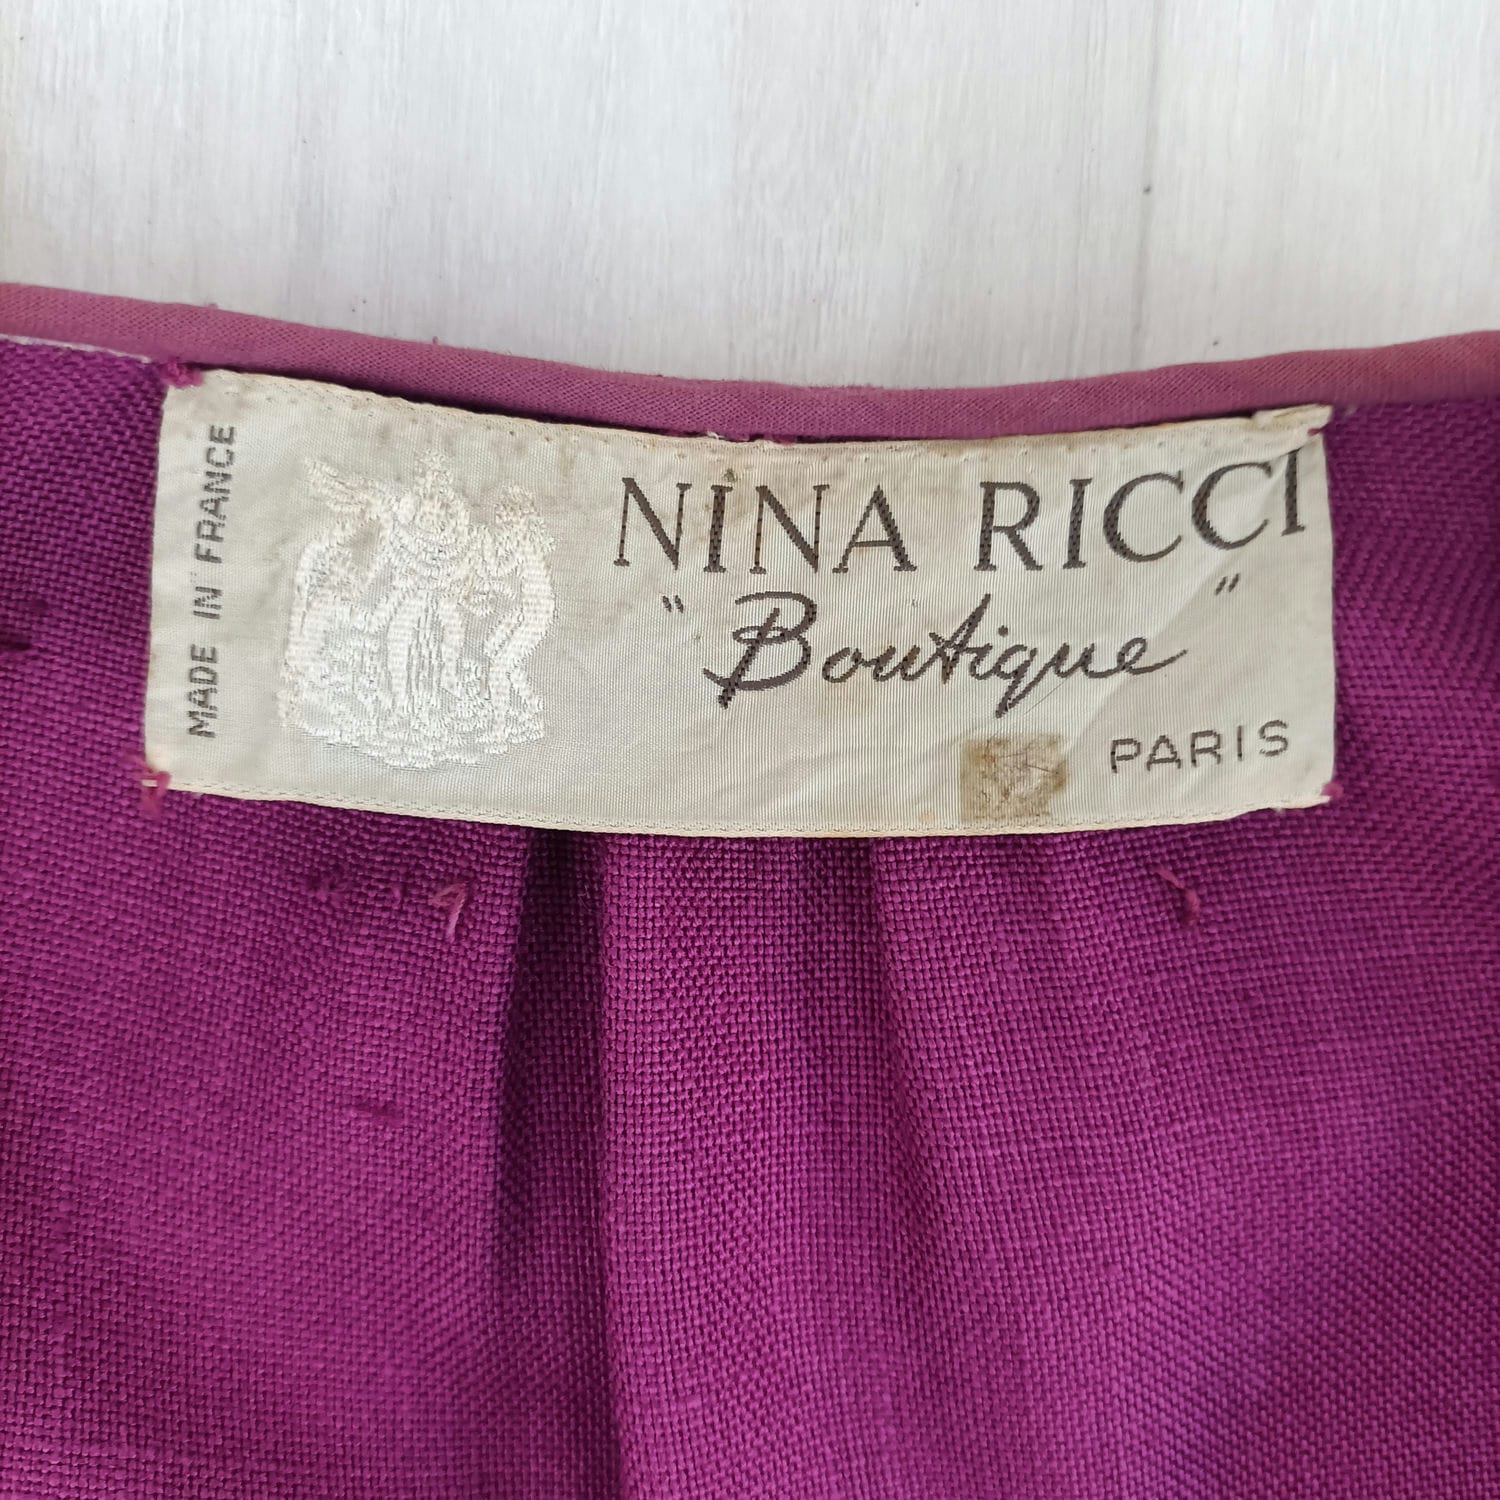 MADE IN FRANCE
NINA RICCI
"Boutique"
PARIS